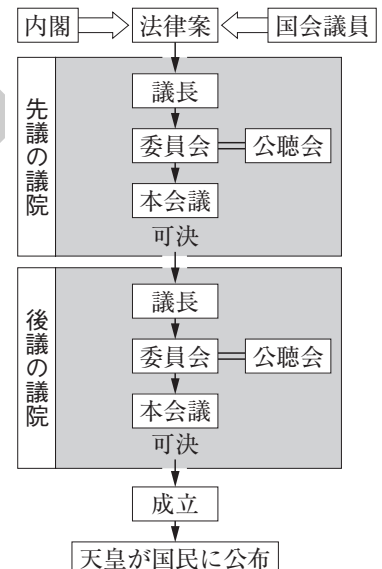 内閣
法律案
国会議員
先議の議院
議長
委員会
公聴会
本会議
可決
後議の議院
議長
委員会
公聴会
本会議
可決
成立
天皇が国民に公布